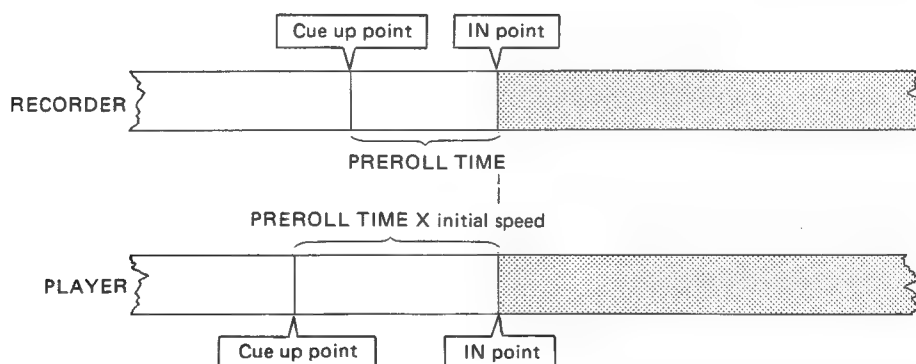 Cue up point IN point
RECORDER
PREROLL TIME
PREROLL TIME X initial speed
PLAYER
Cue up point IN point